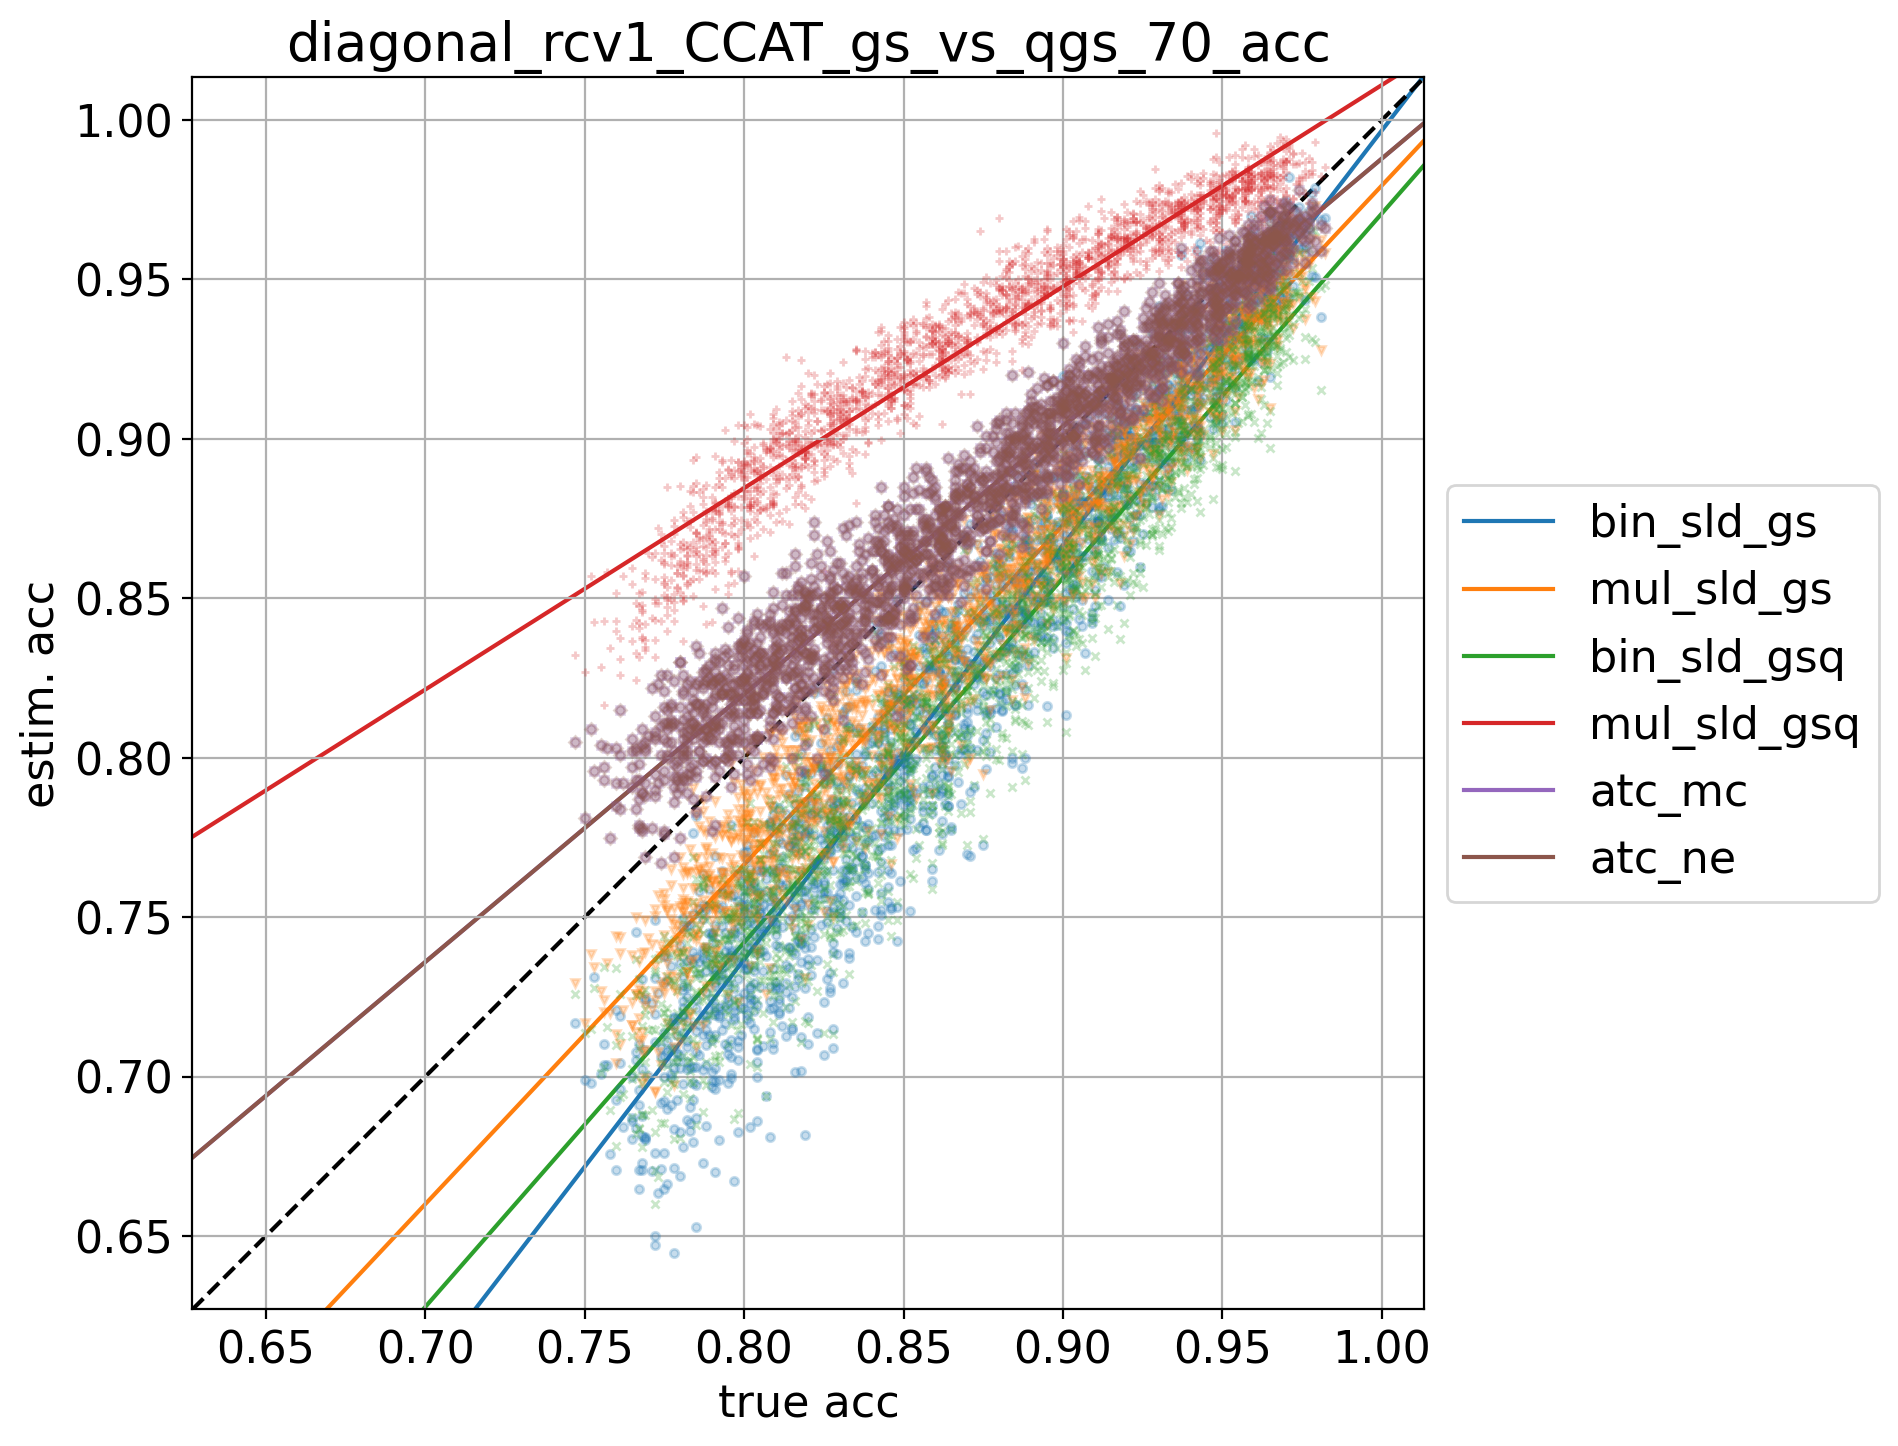 diagonal_rcv1_CCAT_gs_vs_qgs_70_acc
1.00
0.95
0.90
0.85
0.80
0.75
0.70
0.65
estim. acc
0.65 0.70 0.75 0.80 0.85 0.90 0.95 1.00
true acc
bin_sld_gs
mul_sld_gs
bin_sld_gsq
mul_sld_gsq
atc_mc
atc_ne